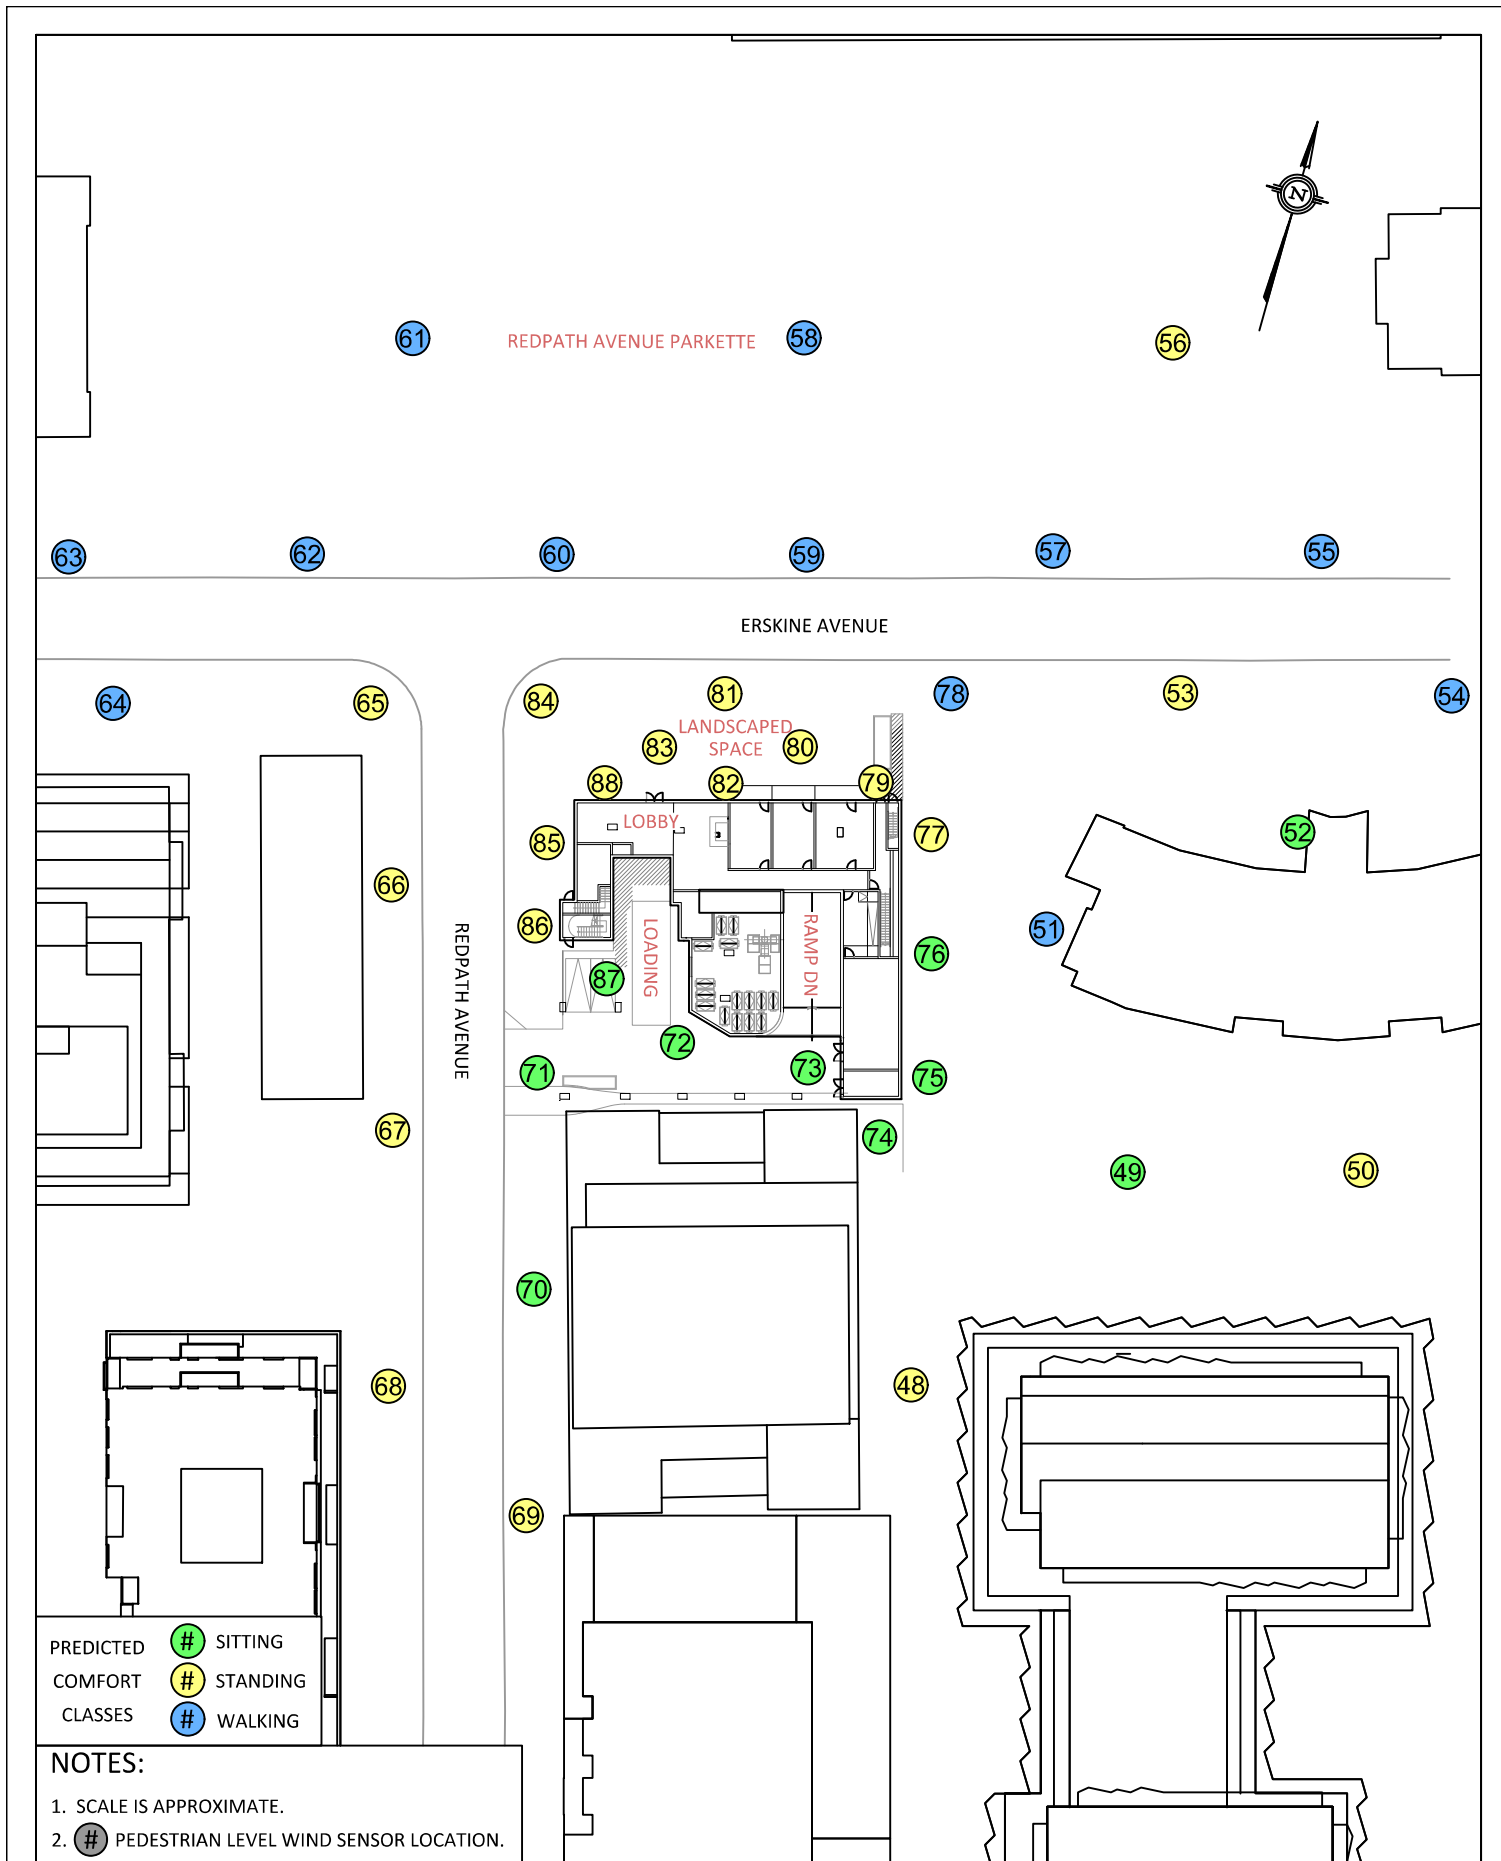 N
61
REDPATH AVENUE PARKETTE
58
56
63
62
60
59
57
55
ERSKINE AVENUE
64
65
84
81
78
53
54
LANDSCAPED
SPACE
83
80
88
82
79
LOBBY
85
77
52
66
86
51
REDPATH AVENUE
LOADING
RAMP DN
76
87
72
71
73
75
67
74
49
50
70
68
48
69
PREDICTED
COMFORT
CLASSES
# SITTING
# STANDING
# WALKING
NOTES:
1. SCALE IS APPROXIMATE.
2. # PEDESTRIAN LEVEL WIND SENSOR LOCATION.